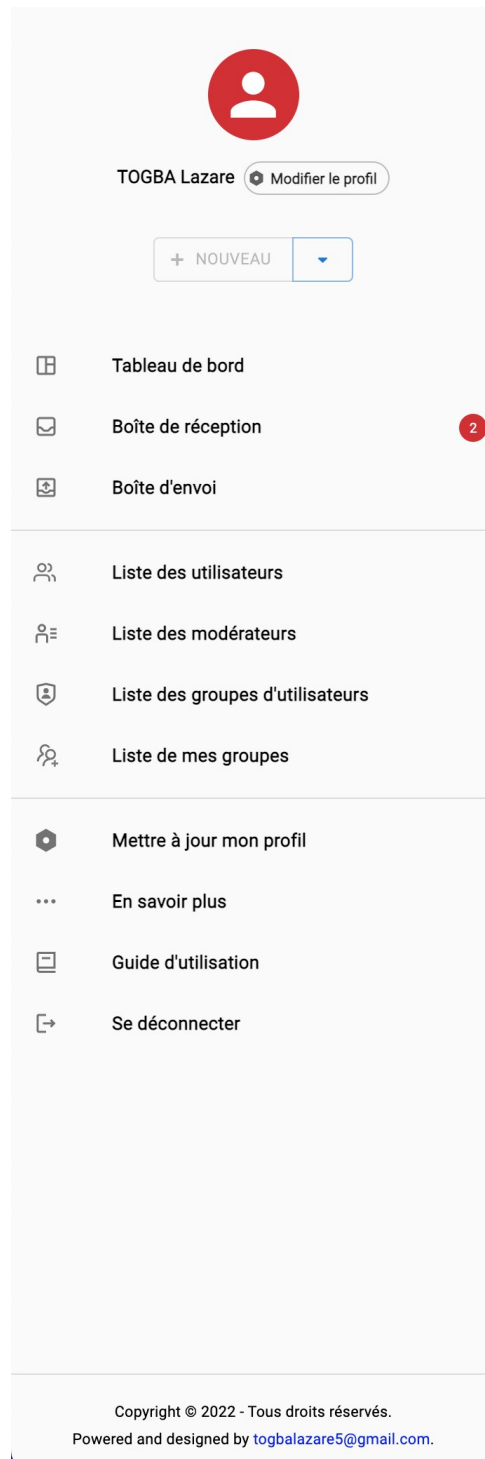 TOGBA Lazare Modifier le profil
+ NOUVEAU
Tableau de bord
Boîte de réception 2
Boîte d'envoi
Liste des utilisateurs
Liste des modérateurs
Liste des groupes d'utilisateurs
Liste de mes groupes
Mettre à jour mon profil
En savoir plus
Guide d'utilisation
Se déconnecter
Copyright © 2022 - Tous droits réservés.
Powered and designed by togbalazare5@gmail.com.